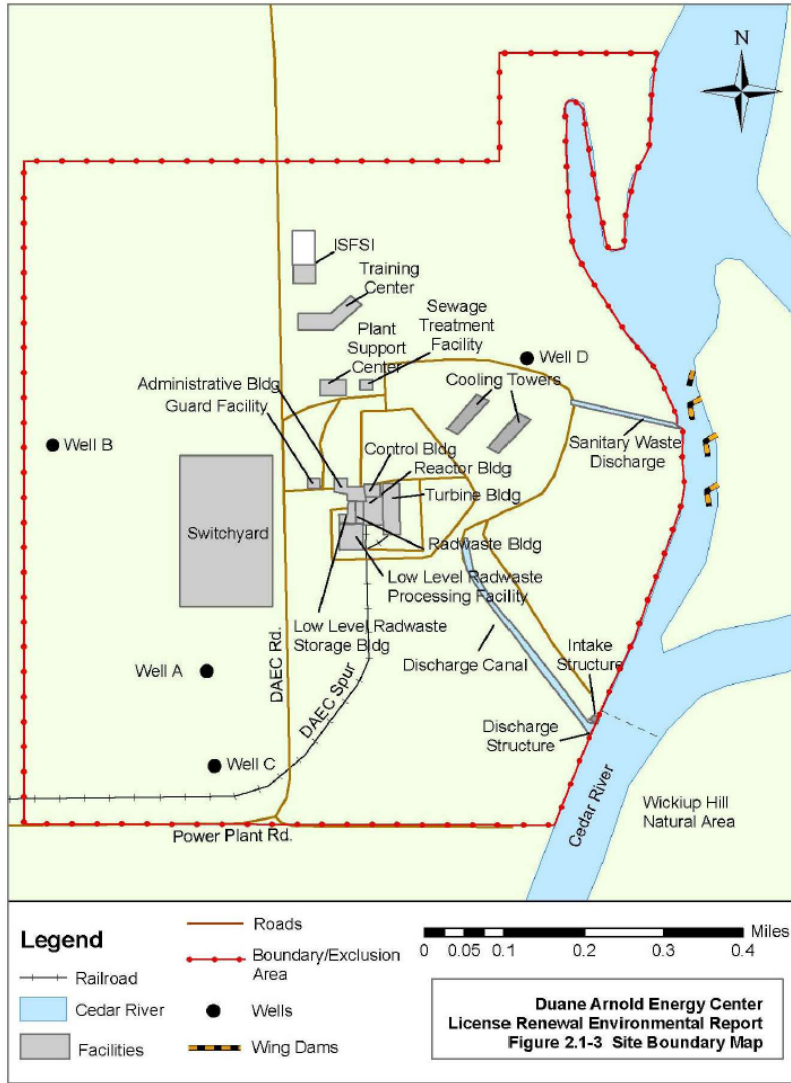 N
ISFSI
Training
Center
Sewage
Treatment
Facility
Plant
Support
Center
Well D
Administrative Bldg
Guard Facility
Cooling Towers
Sanitary Waste
Discharge
Well B
Control Bldg
Reactor Bldg
Turbine Bldg
Switchyard
Radwaste Bldg
Low Level Radwaste
Processing Facility
Low Level Radwaste
Storage Bldg
Discharge Canal
Intake
Structure
Well A
DAEC Rd.
DAEC Spur
Discharge
Structure
Well C
Cedar River
Wickiup Hill
Natural Area
Power Plant Rd.
Legend
Railroad
Cedar River
Facilities
Roads
Boundary/Exclusion
Area
Wells
Wing Dams
Miles
0 0.05 0.1 0.2 0.3 0.4
Duane Arnold Energy Center
License Renewal Environmental Report
Figure 2.1-3 Site Boundary Map